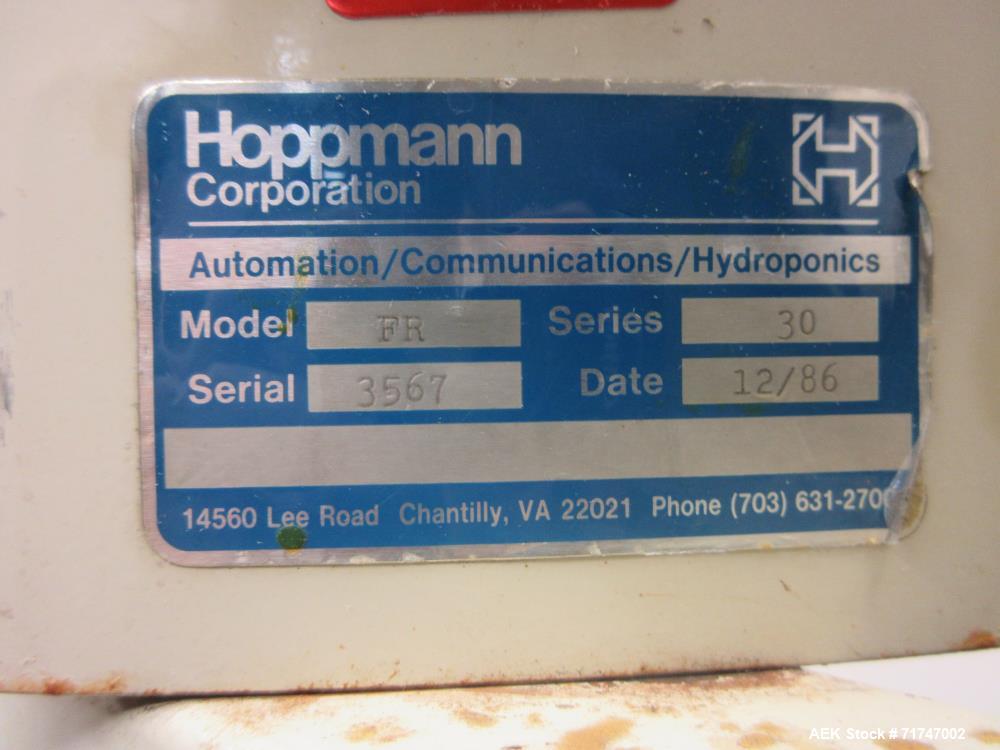 Hoppmann
Corporation
Automation/Communications/Hydroponics
Model FR Series 30
Serial 3567 Date 12/86
14560 Lee Road Chantilly, VA 22021 Phone (703) 631-2700
AEK Stock # 71747002